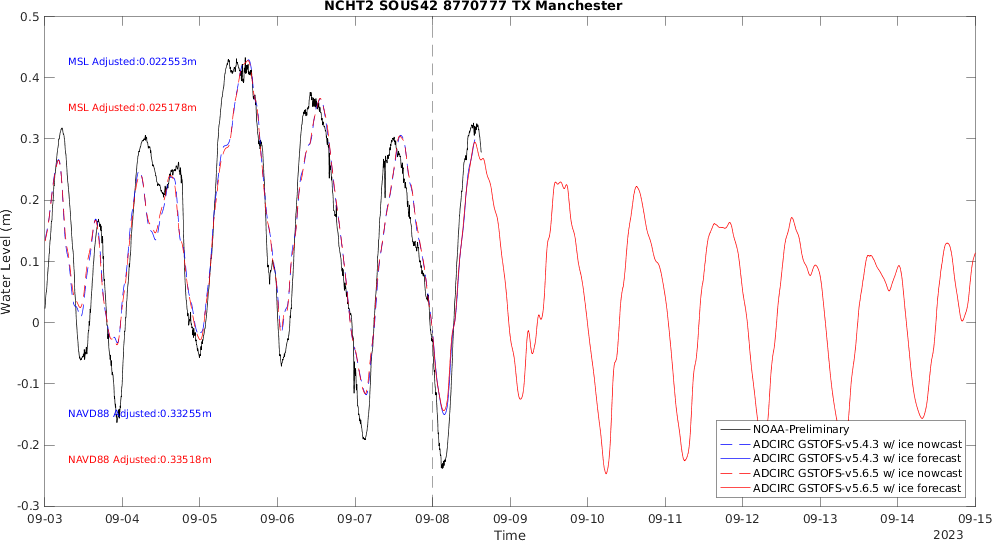 NCHT2 SOUS42 8770777 TX Manchester
0.5
MSL Adjusted:0.022553m
0.4
MSL Adjusted:0.025178m
0.3
0.2
Water Level (m)
0.1
0
-0.1
NAVD88 Adjusted:0.33255m
-0.2
NAVD88 Adjusted:0.33518m
-0.3
NOAA-Preliminary
ADCIRC GSTOFS-v5.4.3 w/ ice nowcast
ADCIRC GSTOFS-v5.4.3 w/ ice forecast
ADCIRC GSTOFS-v5.6.5 w/ ice nowcast
ADCIRC GSTOFS-v5.6.5 w/ ice forecast
09-03 09-04 09-05 09-06 09-07 09-08 09-09 09-10 09-11 09-12 09-13 09-14 09-15
Time
2023